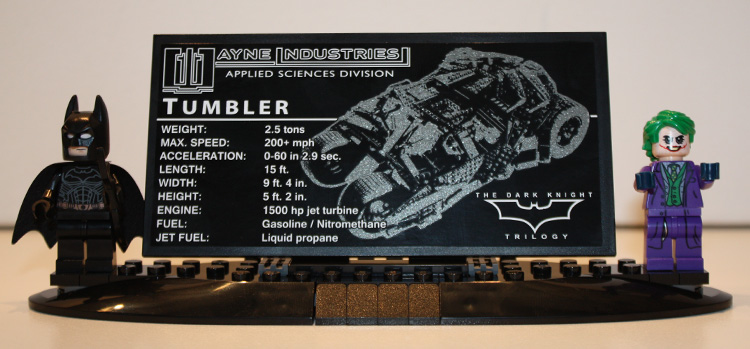 WAYNE INDUSTRIES
APPLIED SCIENCES DIVISION
TUMBLER
WEIGHT: 2.5 tons
MAX. SPEED: 200+ mph
ACCELERATION: 0-60 in 2.9 sec.
LENGTH: 15 ft.
WIDTH: 9 ft. 4 in.
HEIGHT: 5 ft. 2 in.
ENGINE: 1500 hp jet turbine
FUEL: Gasoline / Nitromethane
JET FUEL: Liquid propane
THE DARK KNIGHT
TRILOGY